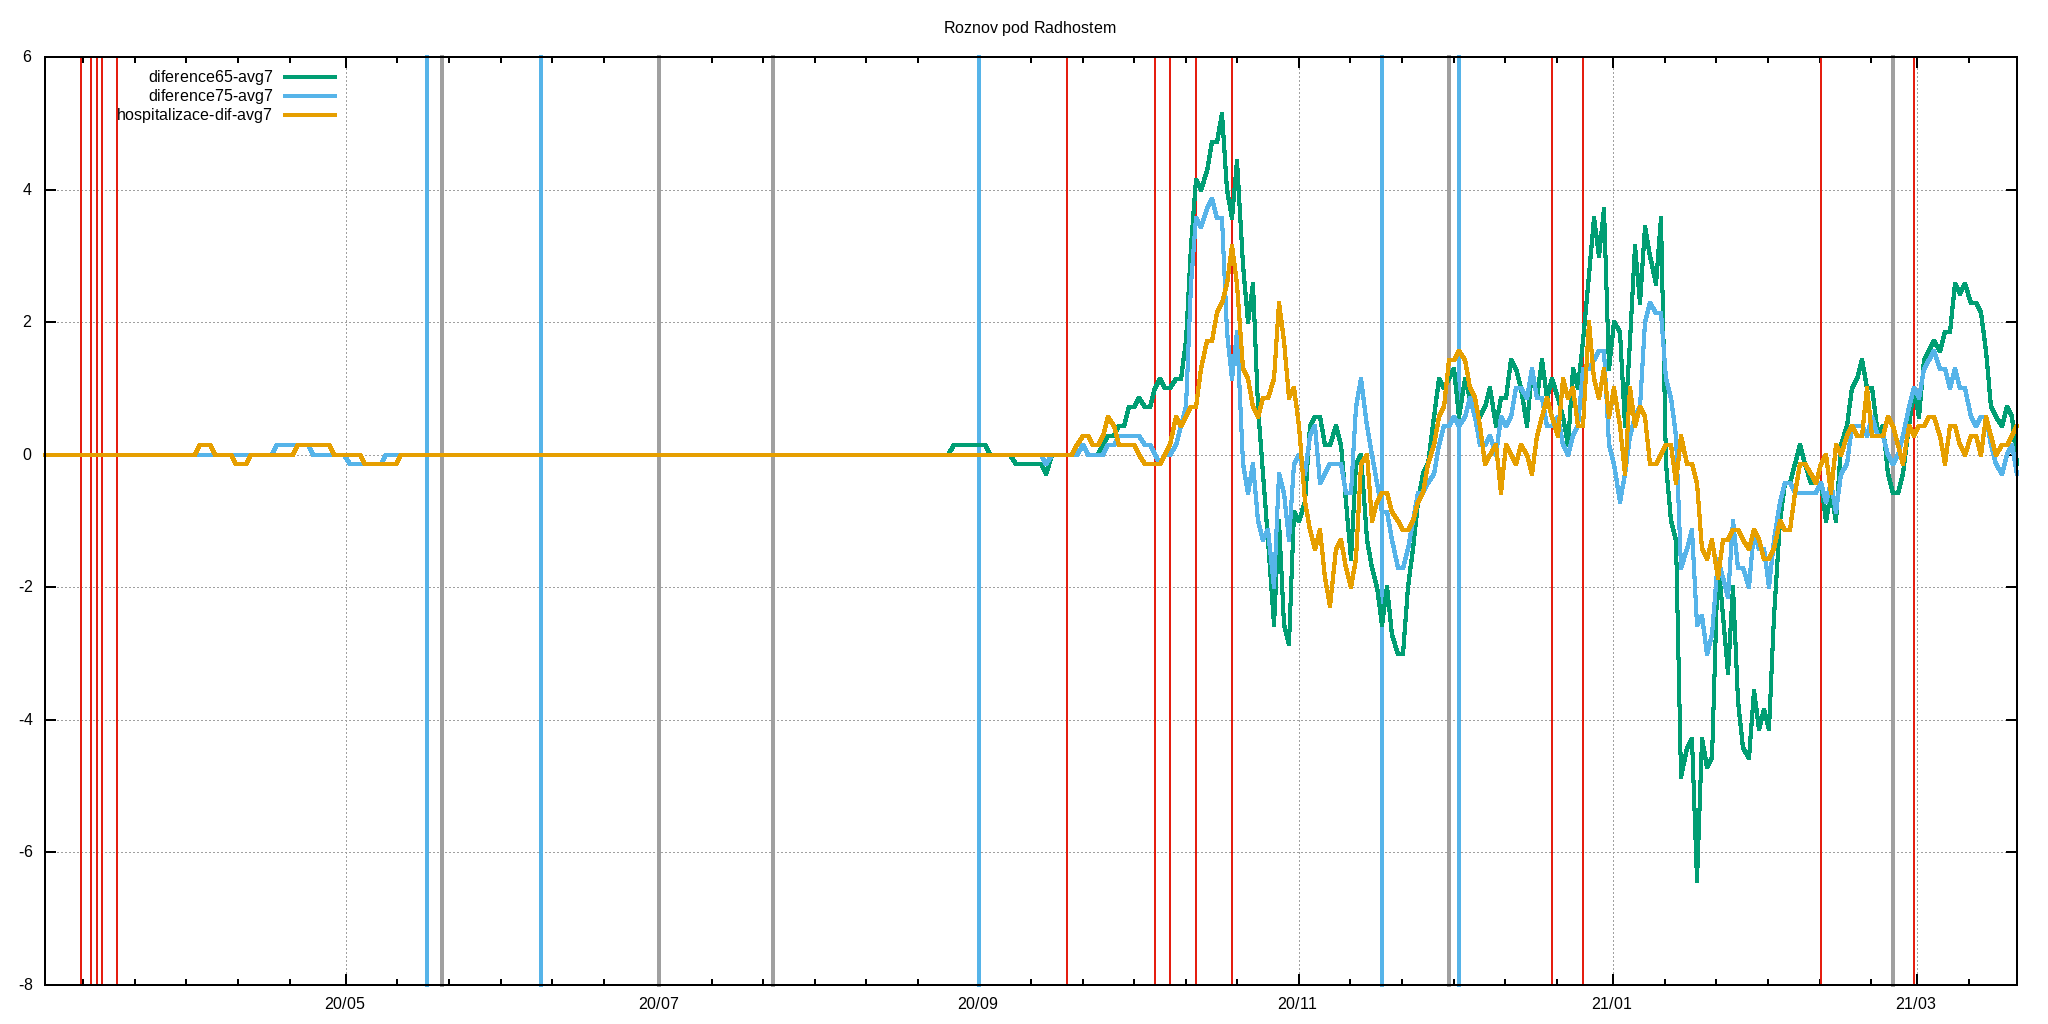 Roznov pod Radhostem
6
diference65-avg7
diference75-avg7
hospitalizace-dif-avg7
4
2
0
-2
-4
-6
-8
20/05 20/07 20/09 20/11 21/01 21/03